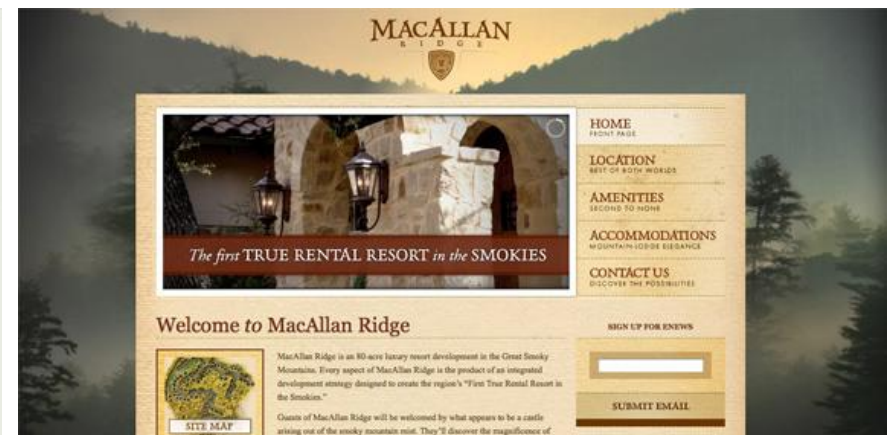 MACALLAN
RIDGE
The first TRUE RENTAL RESORT in the SMOKIES
HOME
FRONT PAGE
LOCATION
BEST OF BOTH WORLDS
AMENITIES
SECOND TO NONE
ACCOMMODATIONS
MOUNTAIN-LODGE ELEGANCE
CONTACT US
DISCOVER THE POSSIBILITIES
Welcome to MacAllan Ridge
SITE MAP
MacAllan Ridge is an 80-acre luxury resort development in the Great Smoky
Mountains. Every aspect of MacAllan Ridge is the product of an integrated
development strategy designed to create the region's "First True Rental Resort in
the Smokies."
Guests of MacAllan Ridge will be welcomed by what appears to be a castle
arising out of the smoky mountain mist. They'll discover the magnificence of
SIGN UP FOR ENEWS
SUBMIT EMAIL